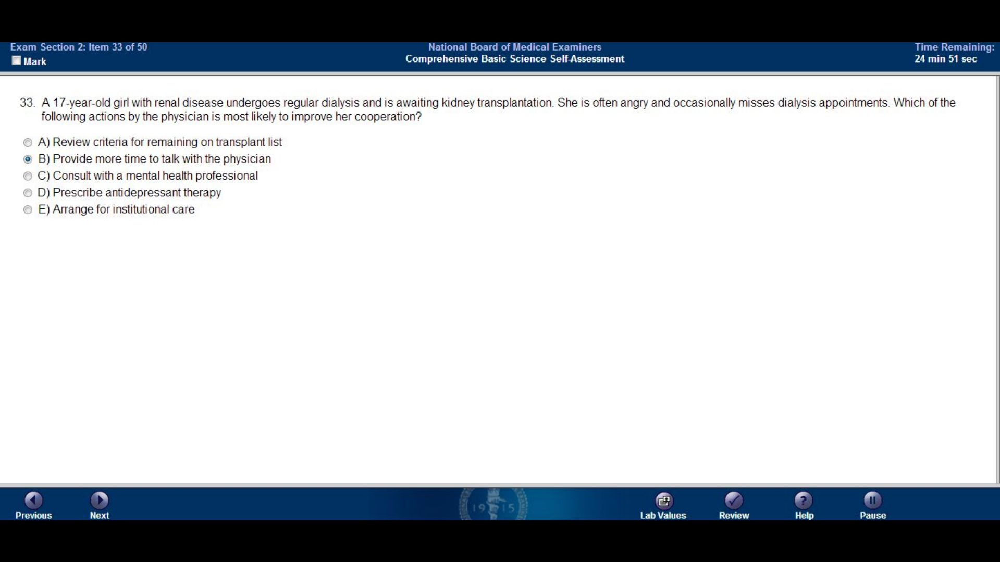 Exam Section 2: Item 33 of 50
Mark
National Board of Medical Examiners
Comprehensive Basic Science Self-Assessment
Time Remaining:
24 min 51 sec
33. A 17-year-old girl with renal disease undergoes regular dialysis and is awaiting kidney transplantation. She is often angry and occasionally misses dialysis appointments. Which of the
following actions by the physician is most likely to improve her cooperation?
A) Review criteria for remaining on transplant list
B) Provide more time to talk with the physician
C) Consult with a mental health professional
D) Prescribe antidepressant therapy
E) Arrange for institutional care
Previous
Next
1915
Lab Values
Review
Help
Pause